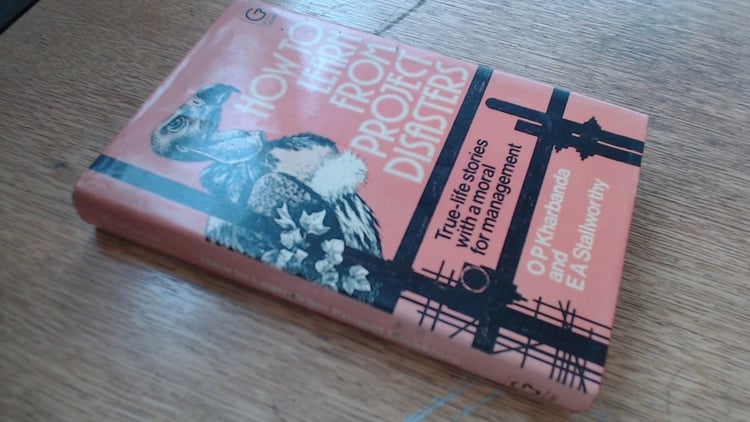 G
HOW TO
LEARN
FROM
PROJECT
DISASTERS
True-life stories
with a moral
for management
O P Kharbanda
and
E A Stallworthy